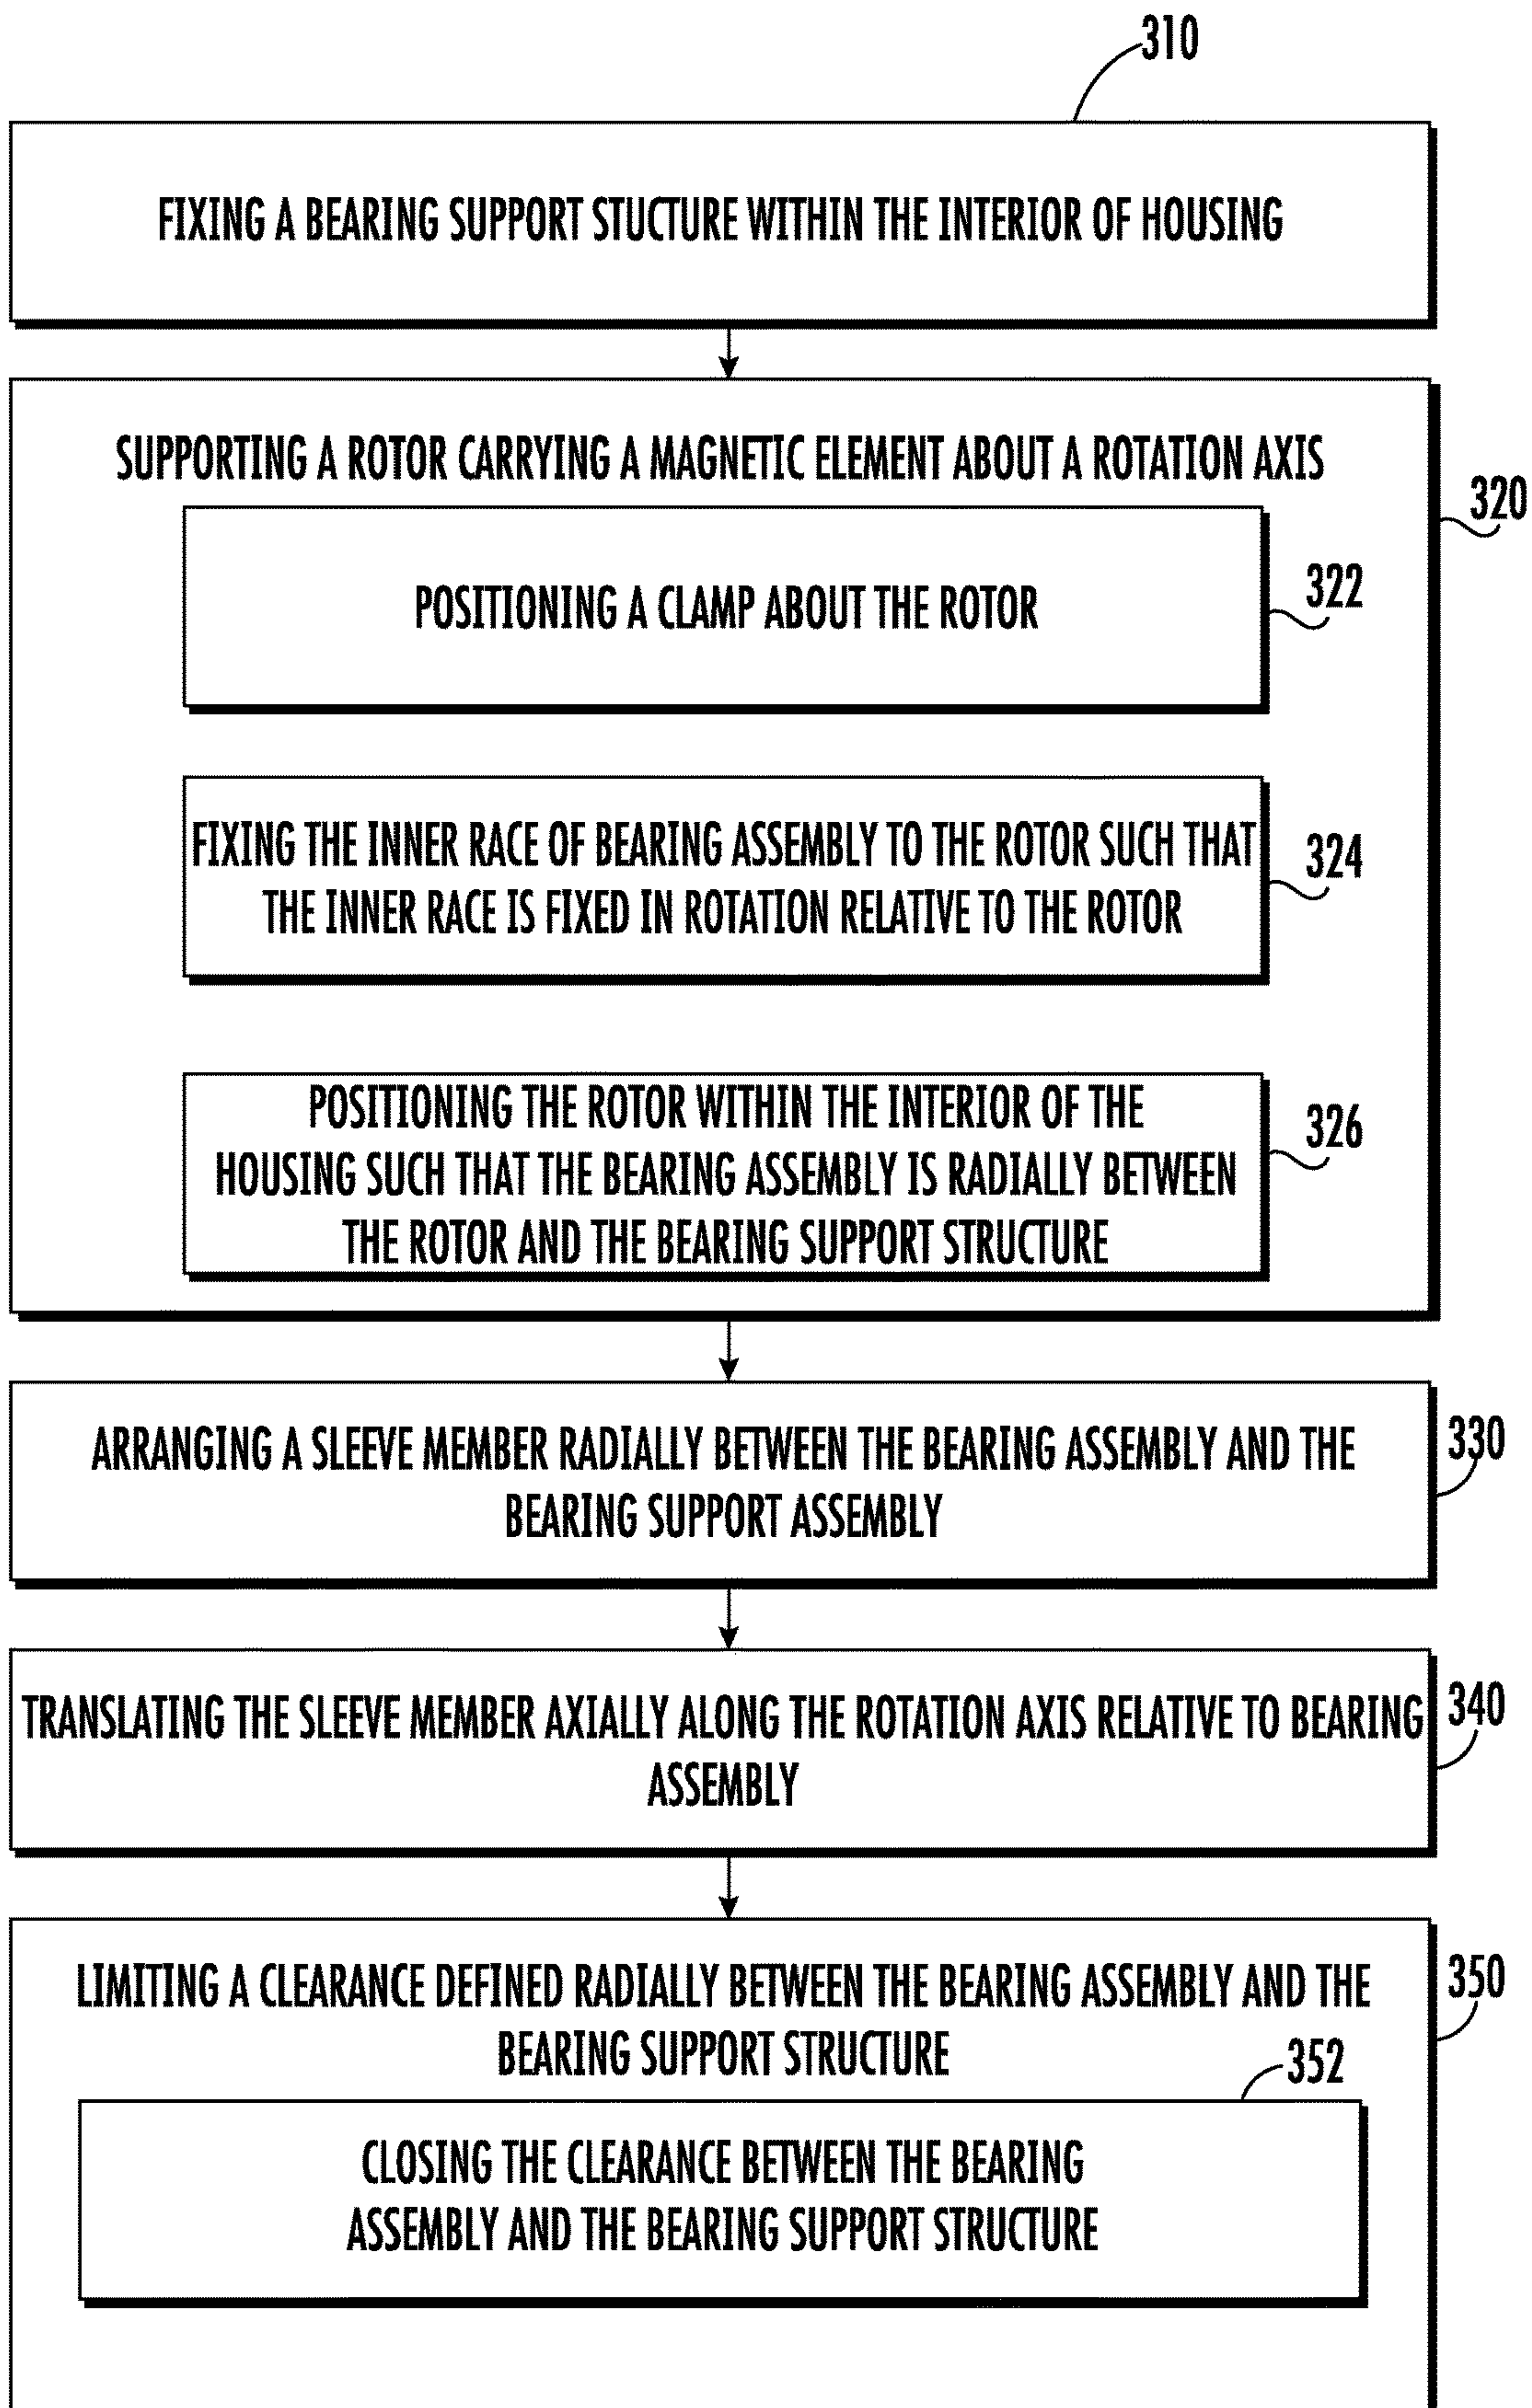 310
FIXING A BEARING SUPPORT STUCTURE WITHIN THE INTERIOR OF HOUSING
SUPPORTING A ROTOR CARRYING A MAGNETIC ELEMENT ABOUT A ROTATION AXIS
320
POSITIONING A CLAMP ABOUT THE ROTOR
322
FIXING THE INNER RACE OF BEARING ASSEMBLY TO THE ROTOR SUCH THAT
THE INNER RACE IS FIXED IN ROTATION RELATIVE TO THE ROTOR
324
POSITIONING THE ROTOR WITHIN THE INTERIOR OF THE
HOUSING SUCH THAT THE BEARING ASSEMBLY IS RADIALLY BETWEEN
THE ROTOR AND THE BEARING SUPPORT STRUCTURE
326
ARRANGING A SLEEVE MEMBER RADIALLY BETWEEN THE BEARING ASSEMBLY AND THE
BEARING SUPPORT ASSEMBLY
330
TRANSLATING THE SLEEVE MEMBER AXIALLY ALONG THE ROTATION AXIS RELATIVE TO BEARING
ASSEMBLY
340
LIMITING A CLEARANCE DEFINED RADIALLY BETWEEN THE BEARING ASSEMBLY AND THE
BEARING SUPPORT STRUCTURE
350
352
CLOSING THE CLEARANCE BETWEEN THE BEARING
ASSEMBLY AND THE BEARING SUPPORT STRUCTURE